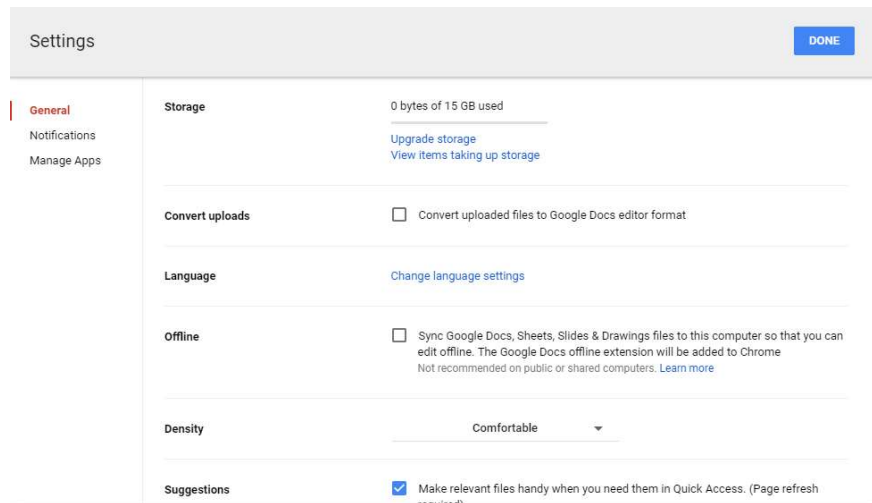 Settings
DONE
General
Notifications
Manage Apps
Storage
0 bytes of 15 GB used
Upgrade storage
View items taking up storage
Convert uploads
Convert uploaded files to Google Docs editor format
Language
Change language settings
Offline
Sync Google Docs, Sheets, Slides & Drawings files to this computer so that you can
edit offline. The Google Docs offline extension will be added to Chrome
Not recommended on public or shared computers. Learn more
Density
Comfortable
Suggestions
Make relevant files handy when you need them in Quick Access. (Page refresh